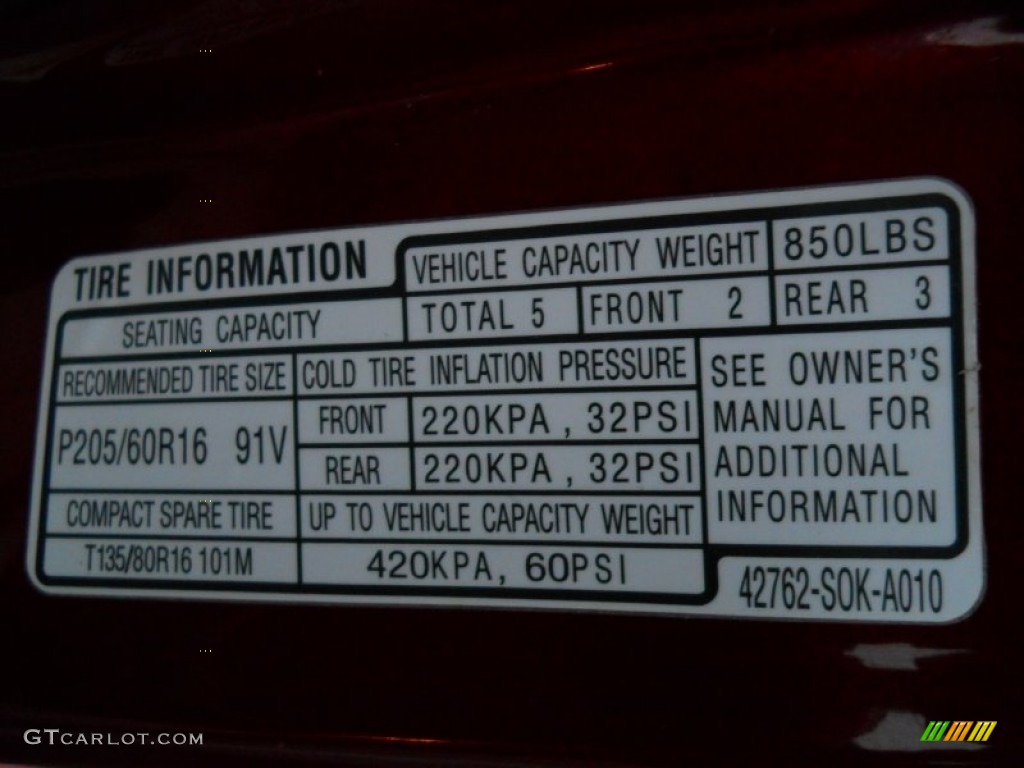 TIRE INFORMATION
VEHICLE CAPACITY WEIGHT 850LBS
SEATING CAPACITY TOTAL 5 FRONT 2 REAR 3
RECOMMENDED TIRE SIZE COLD TIRE INFLATION PRESSURE
P205/60R16 91V
FRONT 220KPA, 32PSI
REAR 220KPA, 32PSI
SEE OWNER'S
MANUAL FOR
ADDITIONAL
INFORMATION
COMPACT SPARE TIRE UP TO VEHICLE CAPACITY WEIGHT
T135/80R16 101M 420KPA, 60PSI
42762-S0K-A010
GTCARLOT.COM